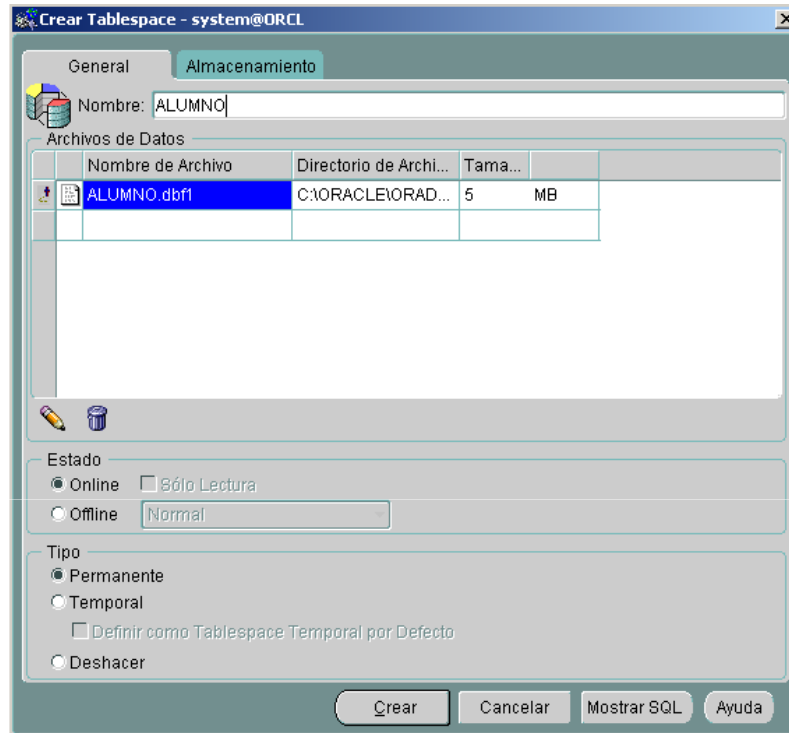 Crear Tablespace - system@ORCL
General Almacenamiento
Nombre: ALUMNO
Archivos de Datos
Nombre de Archivo Directorio de Archi... Tama...
ALUMNO.dbf1 C:\ORACLE\ORAD... 5 MB
Estado
Online Sólo Lectura
Offline Normal
Tipo
Permanente
Temporal
Definir como Tablespace Temporal por Defecto
Deshacer
Crear Cancelar Mostrar SQL Ayuda